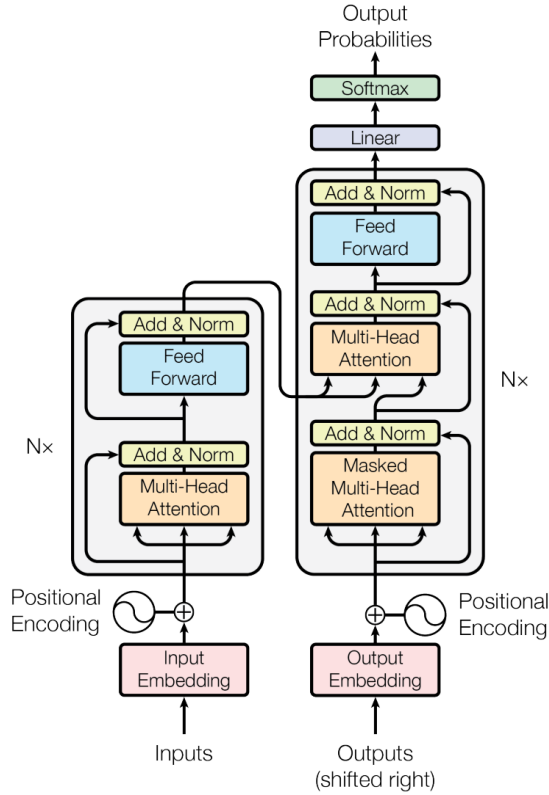 Output
Probabilities
Softmax
Linear
Add & Norm
Feed
Forward
Add & Norm
Multi-Head
Attention
N×
Add & Norm
Masked
Multi-Head
Attention
Add & Norm
Feed
Forward
N×
Add & Norm
Multi-Head
Attention
Positional
Encoding
Positional
Encoding
Input
Embedding
Output
Embedding
Inputs
Outputs
(shifted right)